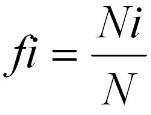 fi = Ni / N